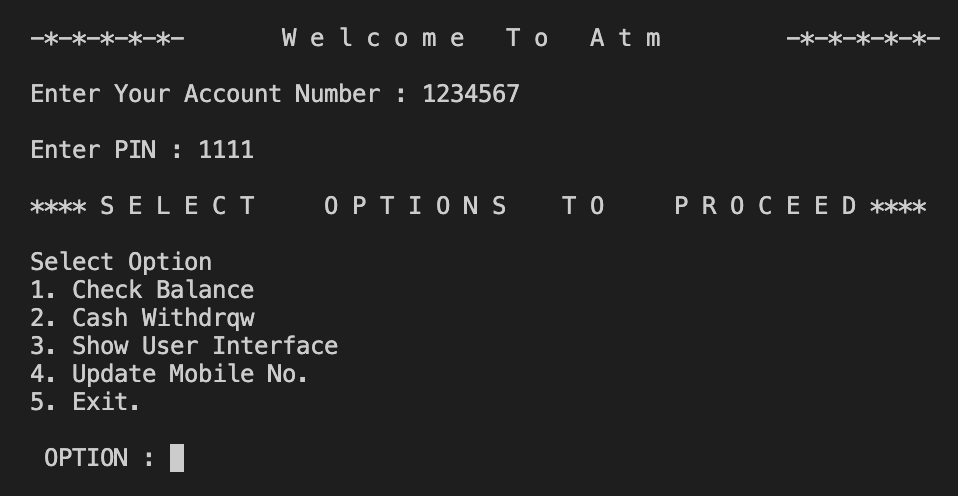 -*-*-*-*-*-       W e l c o m e   T o   A t m         -*-*-*-*-*-
Enter Your Account Number : 1234567
Enter PIN : 1111
**** S E L E C T     O P T I O N S    T O     P R O C E E D ****
Select Option
1. Check Balance
2. Cash Withdrqw
3. Show User Interface
4. Update Mobile No.
5. Exit.
OPTION :